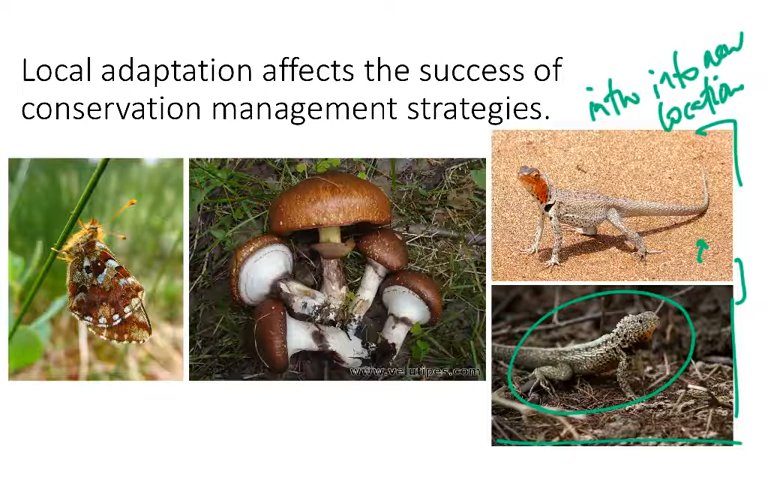 Local adaptation affects the success of
conservation management strategies.
intro into new
location
www.velutipes.com